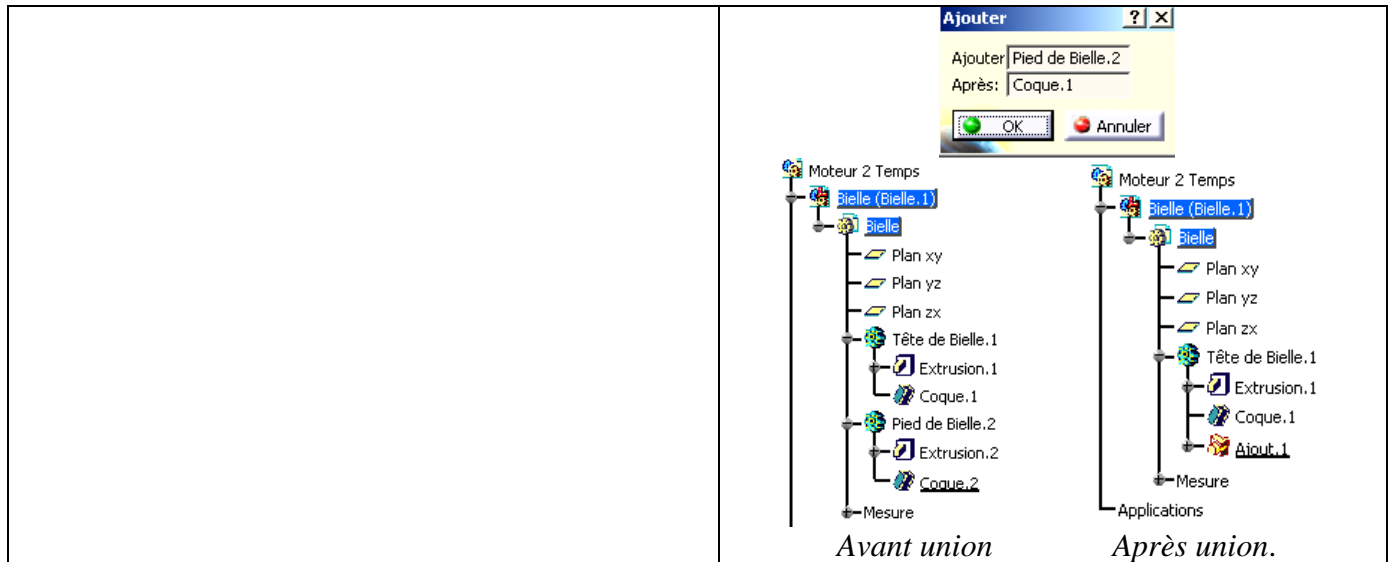 Ajouter
Ajouter Pied de Bielle.2
Après: Coque.1
OK Annuler
Moteur 2 Temps
Bielle (Bielle.1)
Bielle
Plan xy
Plan yz
Plan zx
Tête de Bielle.1
Extrusion.1
Coque.1
Pied de Bielle.2
Extrusion.2
Coque.2
Mesure
Avant union
Moteur 2 Temps
Bielle (Bielle.1)
Bielle
Plan xy
Plan yz
Plan zx
Tête de Bielle.1
Extrusion.1
Coque.1
Ajout.1
Mesure
Applications
Après union.